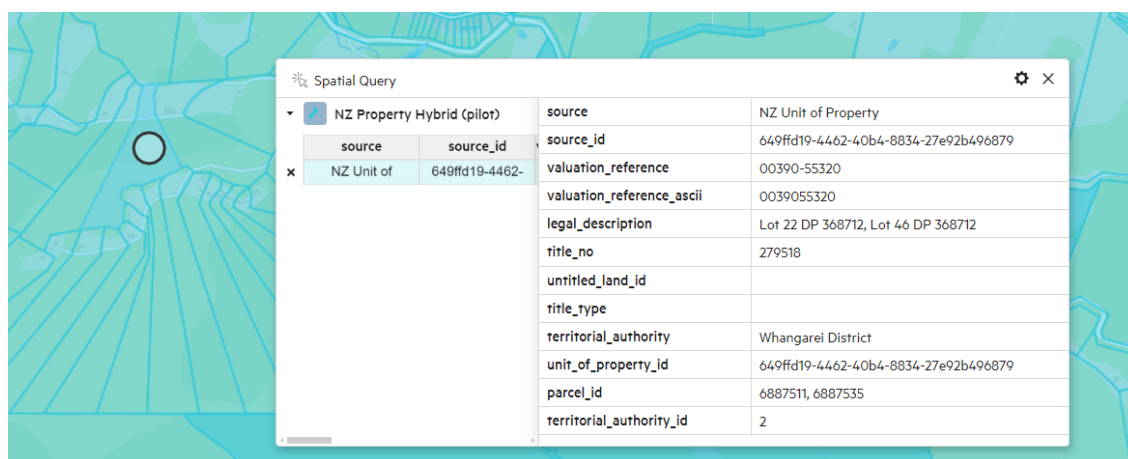 Spatial Query
NZ Property Hybrid (pilot)
source source_id
NZ Unit of 649ffd19-4462-
source NZ Unit of Property
source_id 649ffd19-4462-40b4-8834-27e92b496879
valuation_reference 00390-55320
valuation_reference_ascii 0039055320
legal_description Lot 22 DP 368712, Lot 46 DP 368712
title_no 279518
untitled_land_id
title_type
territorial_authority Whangarei District
unit_of_property_id 649ffd19-4462-40b4-8834-27e92b496879
parcel_id 6887511, 6887535
territorial_authority_id 2